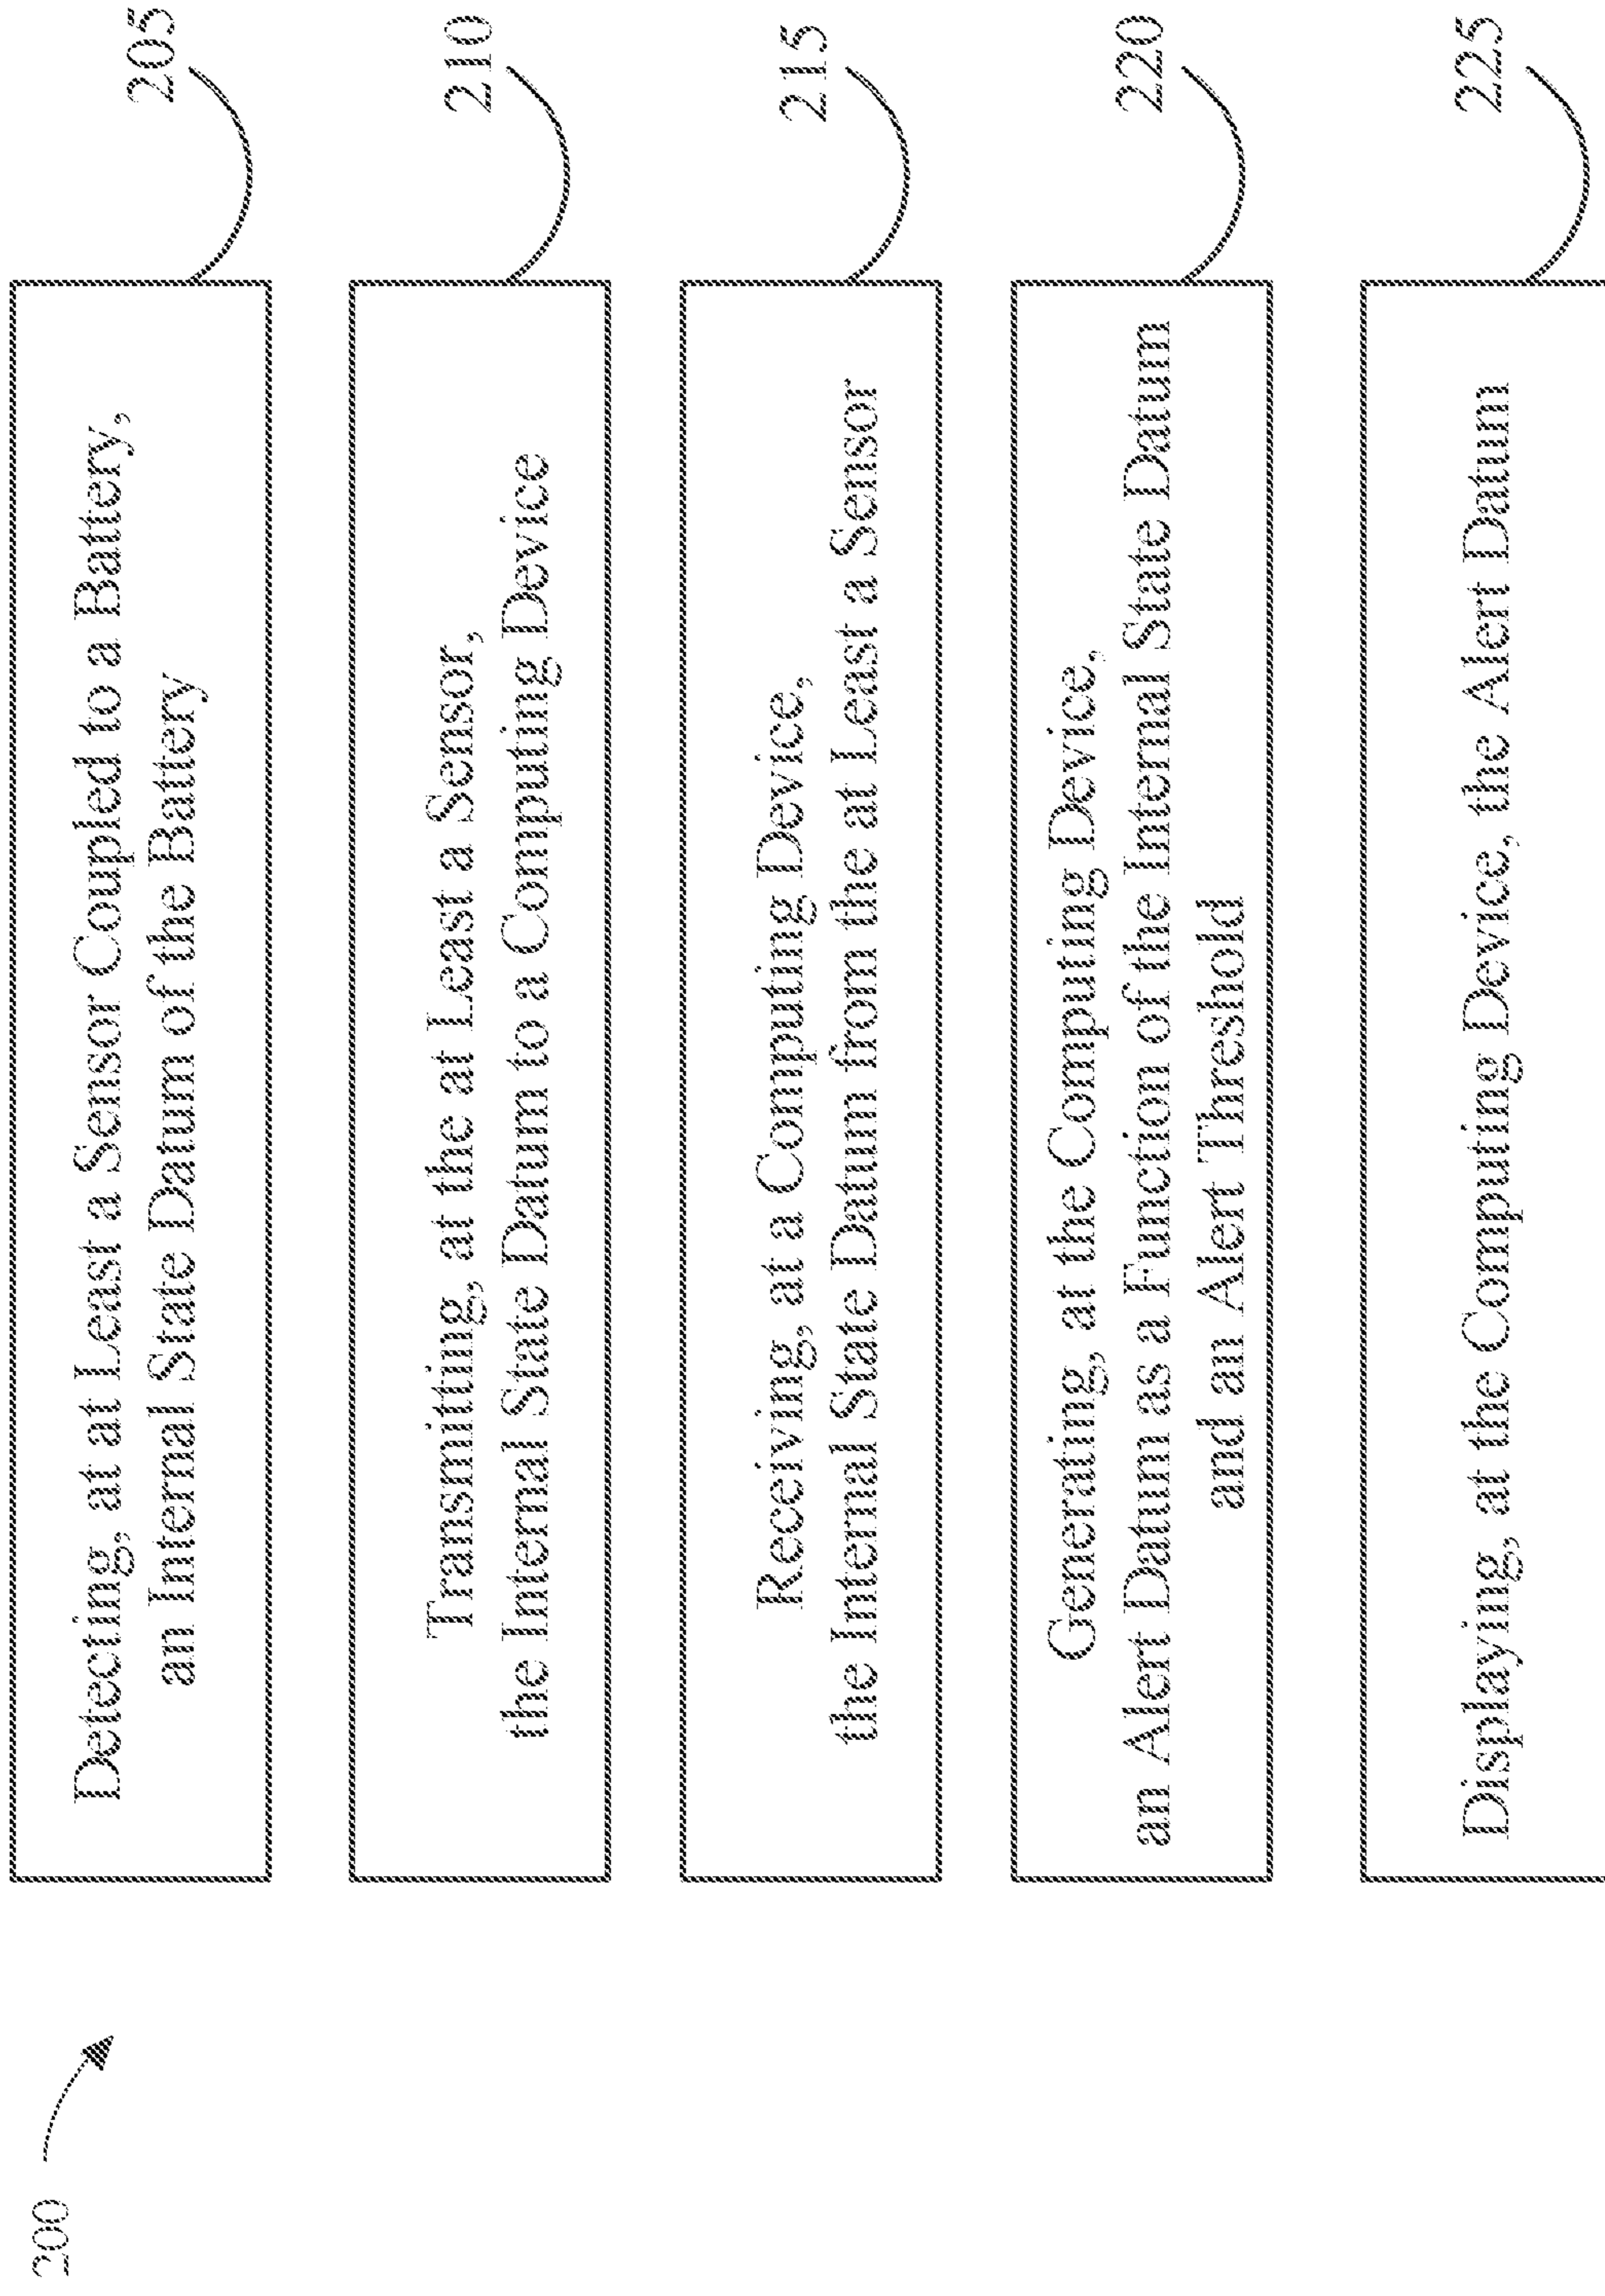 200
Detecting, at at Least a Sensor Coupled to a Battery,
an Internal State Datum of the Battery
205
Transmitting, at the at Least a Sensor,
the Internal State Datum to a Computing Device
210
Receiving, at a Computing Device,
the Internal State Datum from the at Least a Sensor
215
Generating, at the Computing Device,
an Alert Datum as a Function of the Internal State Datum
and an Alert Threshold
220
Displaying, at the Computing Device, the Alert Datum
225